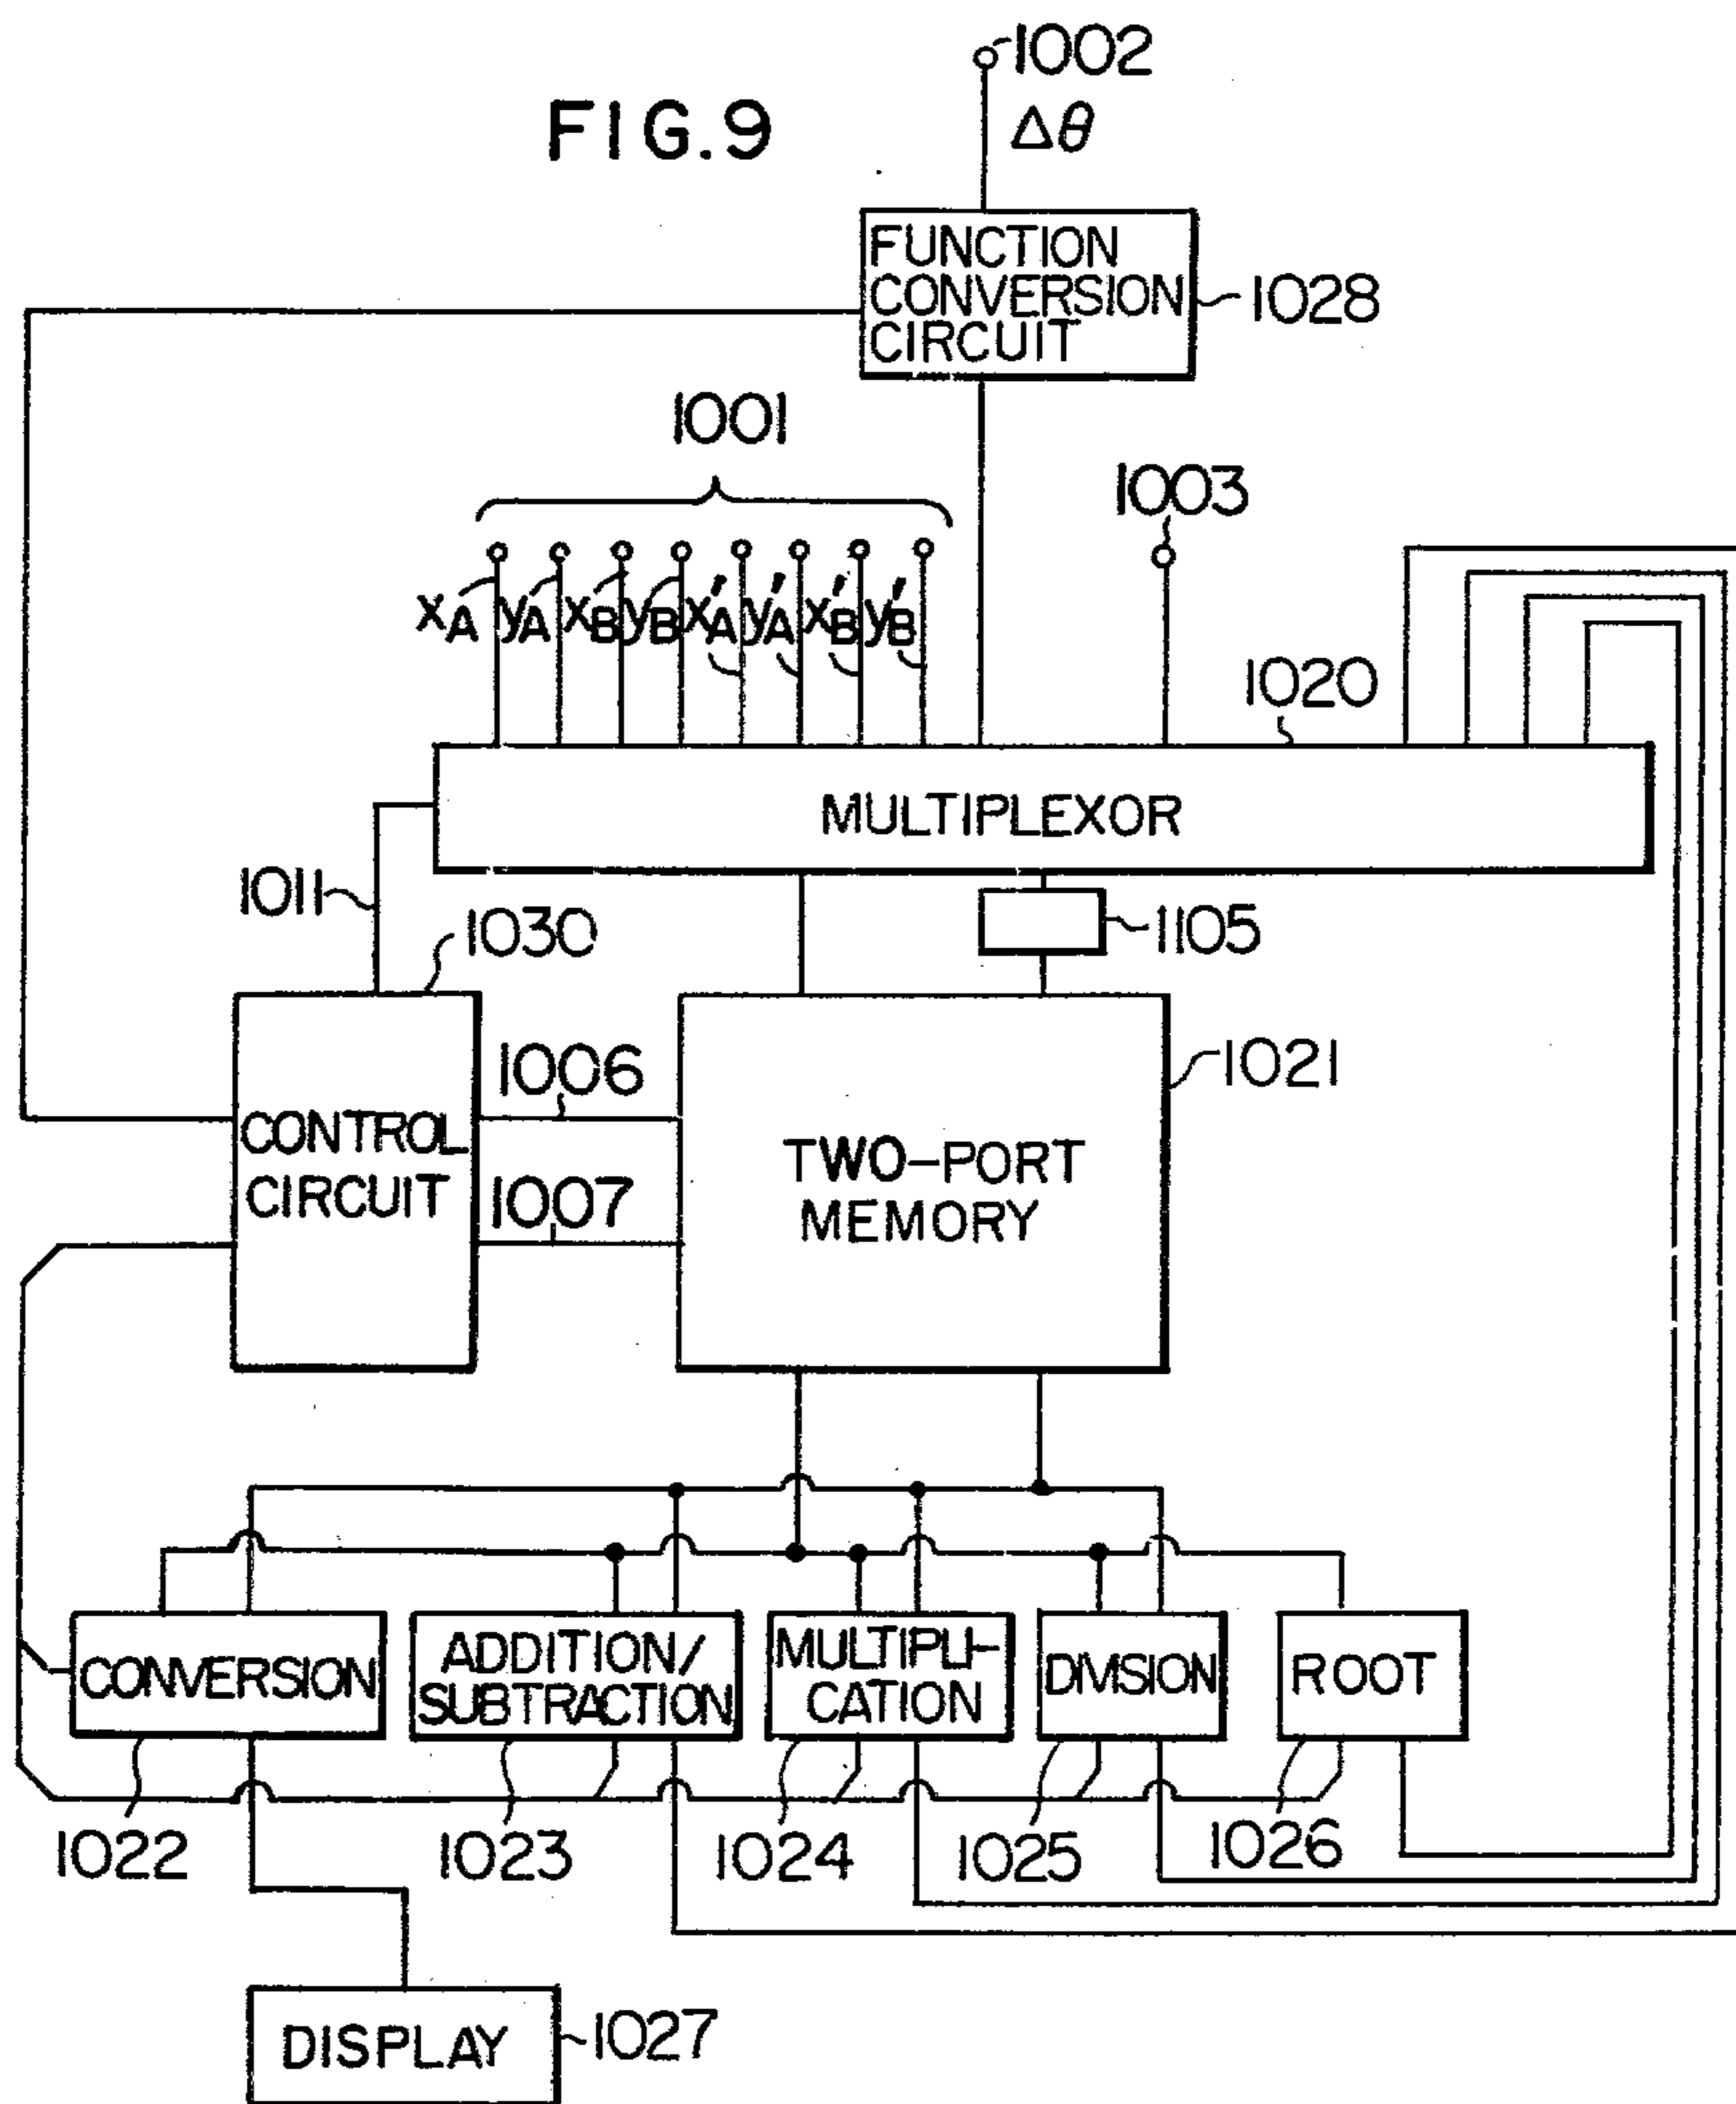 1002
FIG.9
Δθ
FUNCTION
CONVERSION
CIRCUIT
1028
1001
1003
xA yA xB yB x'A y'A x'B y'B
1020
MULTIPLEXOR
1011
1030
1105
1021
1006
CONTROL
CIRCUIT
1007
TWO-PORT
MEMORY
CONVERSION
ADDITION/
SUBTRACTION
MULTIPLI-
CATION
DIVISION
ROOT
1022
1023
1024
1025
1026
DISPLAY
1027